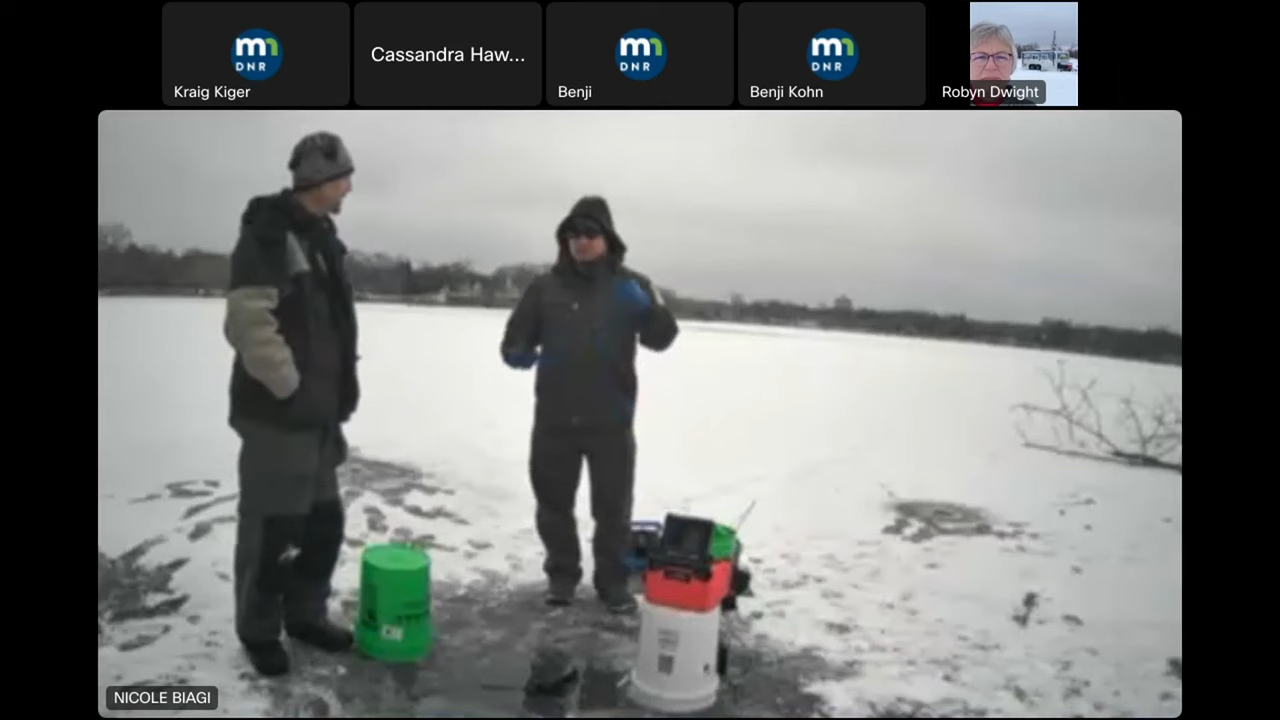 mn
DNR
Kraig Kiger
Cassandra Haw...
mn
DNR
Benji
mn
DNR
Benji Kohn
Robyn Dwight
NICOLE BIAGI